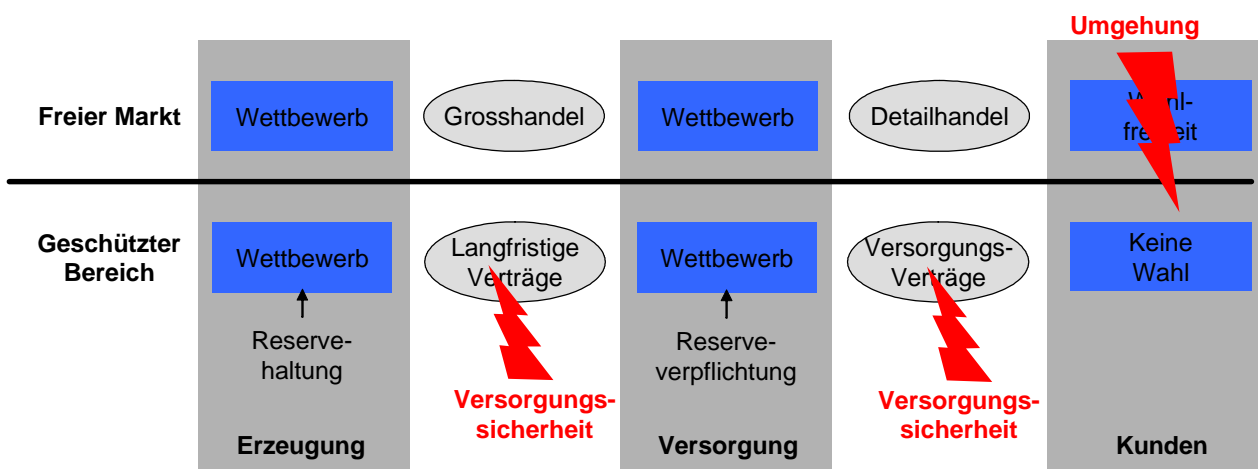 Umgehung
Freier Markt
Wettbewerb
Grosshandel
Wettbewerb
Detailhandel
freiheit
Geschützter
Bereich
Wettbewerb
Langfristige
Verträge
Wettbewerb
Versorgungs-
Verträge
Keine
Wahl
Reserve-
haltung
Reserve-
verpflichtung
Versorgungs-
sicherheit
Versorgungs-
sicherheit
Erzeugung
Versorgung
Kunden